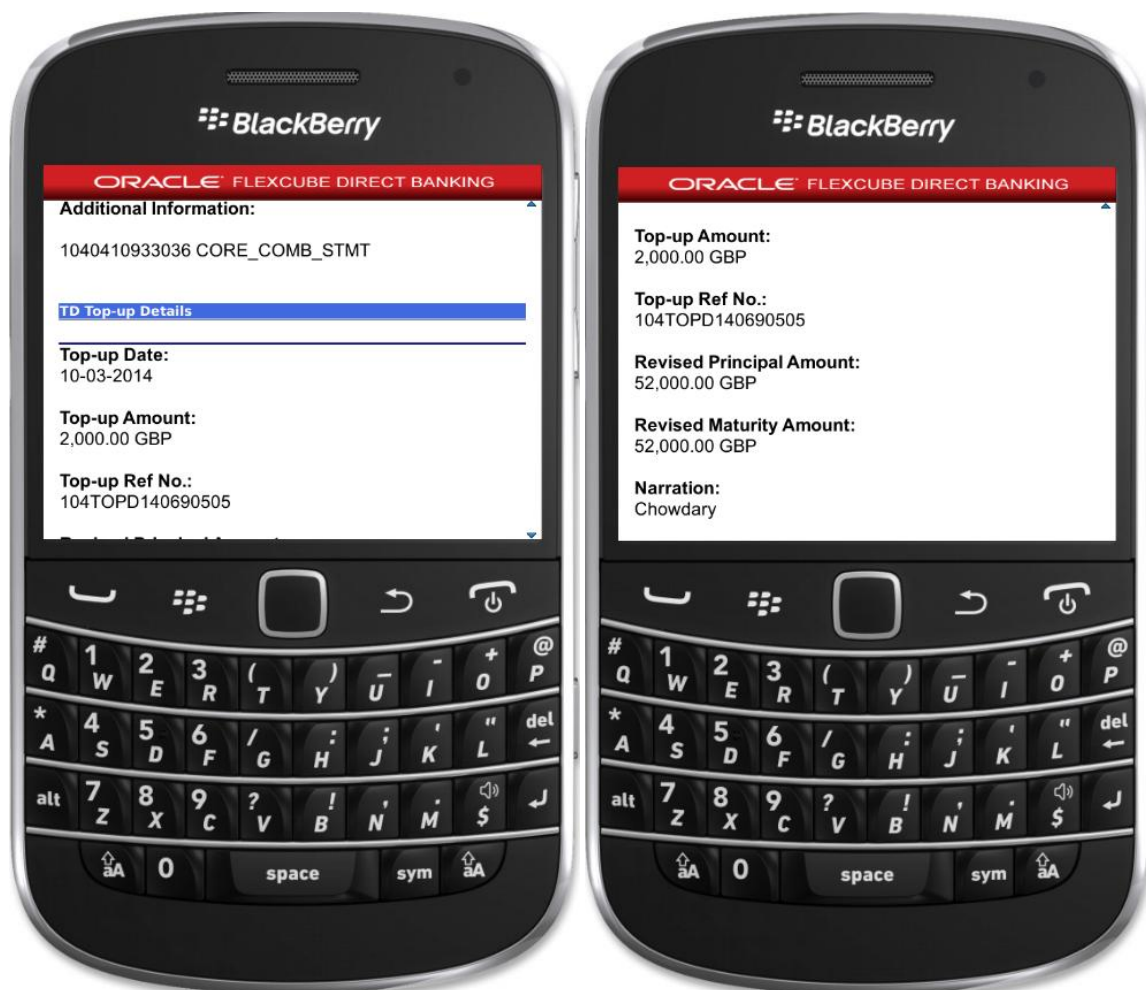 BlackBerry
ORACLE FLEXCUBE DIRECT BANKING
Additional Information:
1040410933036 CORE_COMB_STMT
TD Top-up Details
Top-up Date:
10-03-2014
Top-up Amount:
2,000.00 GBP
Top-up Ref No.:
104TOPD140690505
# 1 2 3 ( ) _ - + @
Q W E R T Y U I O P
* 4 5 6 / : ; ' " del
A S D F G H J K L
alt 7 8 9 ? ! , . $
Z X C V B N M
aA 0 space sym aA
BlackBerry
ORACLE FLEXCUBE DIRECT BANKING
Top-up Amount:
2,000.00 GBP
Top-up Ref No.:
104TOPD140690505
Revised Principal Amount:
52,000.00 GBP
Revised Maturity Amount:
52,000.00 GBP
Narration:
Chowdary
# 1 2 3 ( ) _ - + @
Q W E R T Y U I O P
* 4 5 6 / : ; ' " del
A S D F G H J K L
alt 7 8 9 ? ! , . $
Z X C V B N M
aA 0 space sym aA